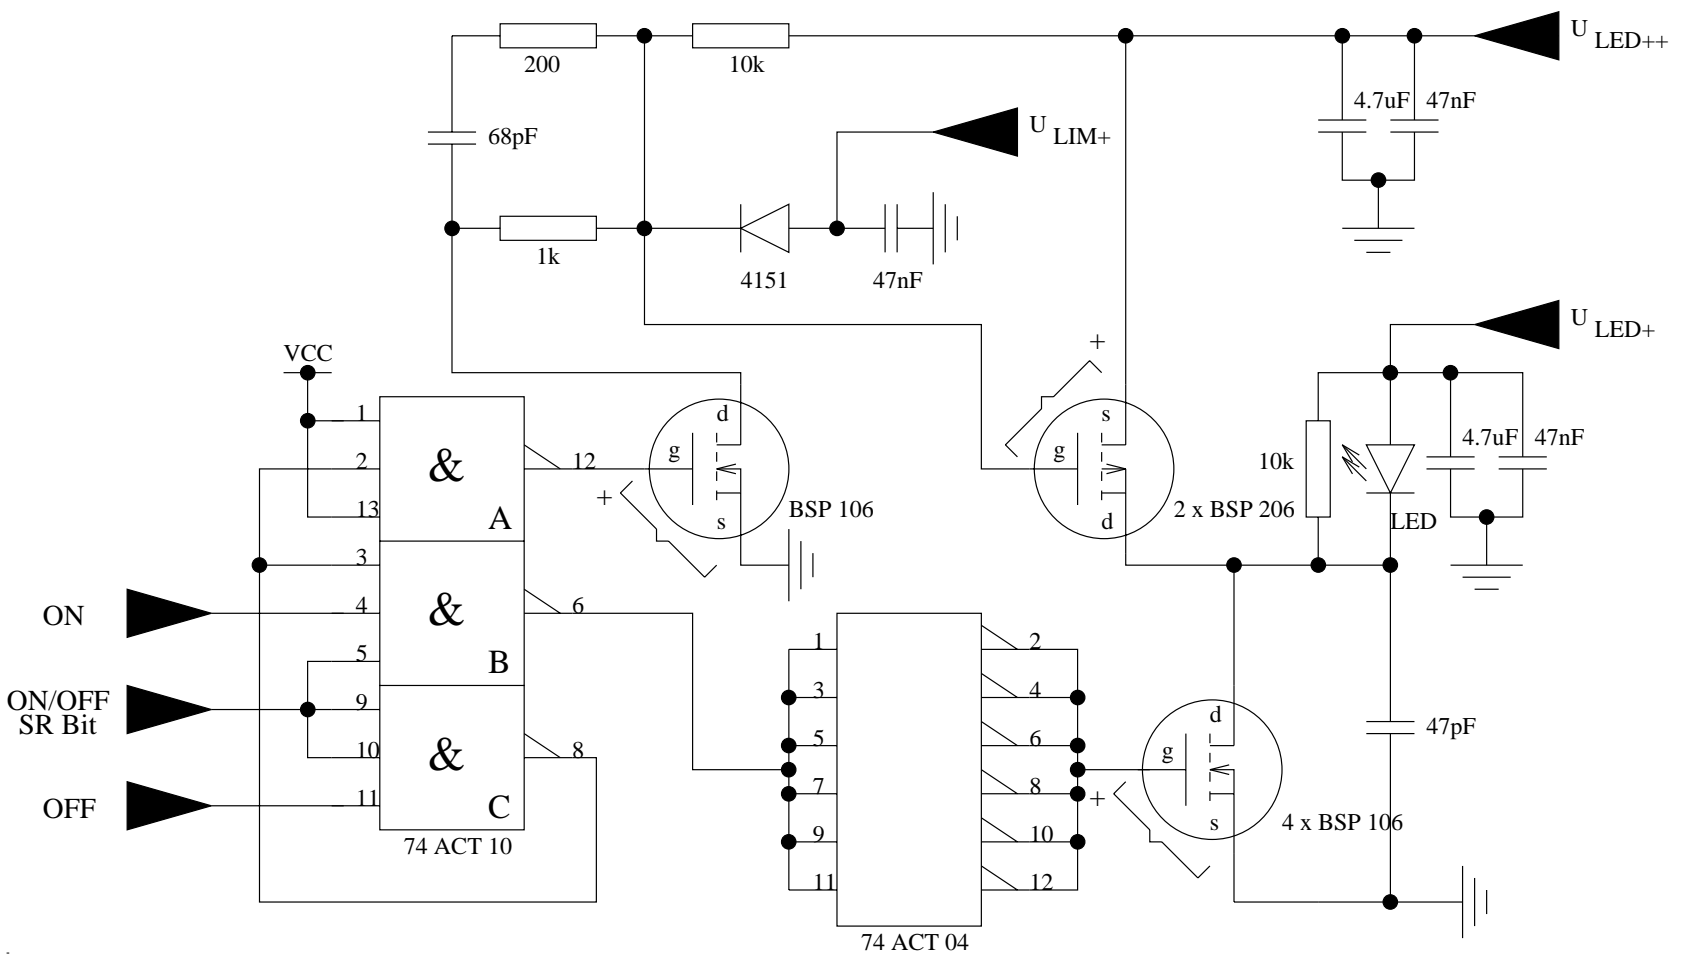 U LED++
200
10k
4.7uF 47nF
68pF
U LIM+
1k
4151
47nF
U LED+
VCC
+
1
d
s
&
g
g
4.7uF 47nF
2
12
10k
+
BSP 106
2 x BSP 206
13
A
s
d
LED
3
ON
4
&
6
5
B
1
2
ON/OFF
SR Bit
9
3
4
d
47pF
10
&
8
5
6
g
7
8
OFF
11
C
+
s
4 x BSP 106
9
10
74 ACT 10
11
12
74 ACT 04